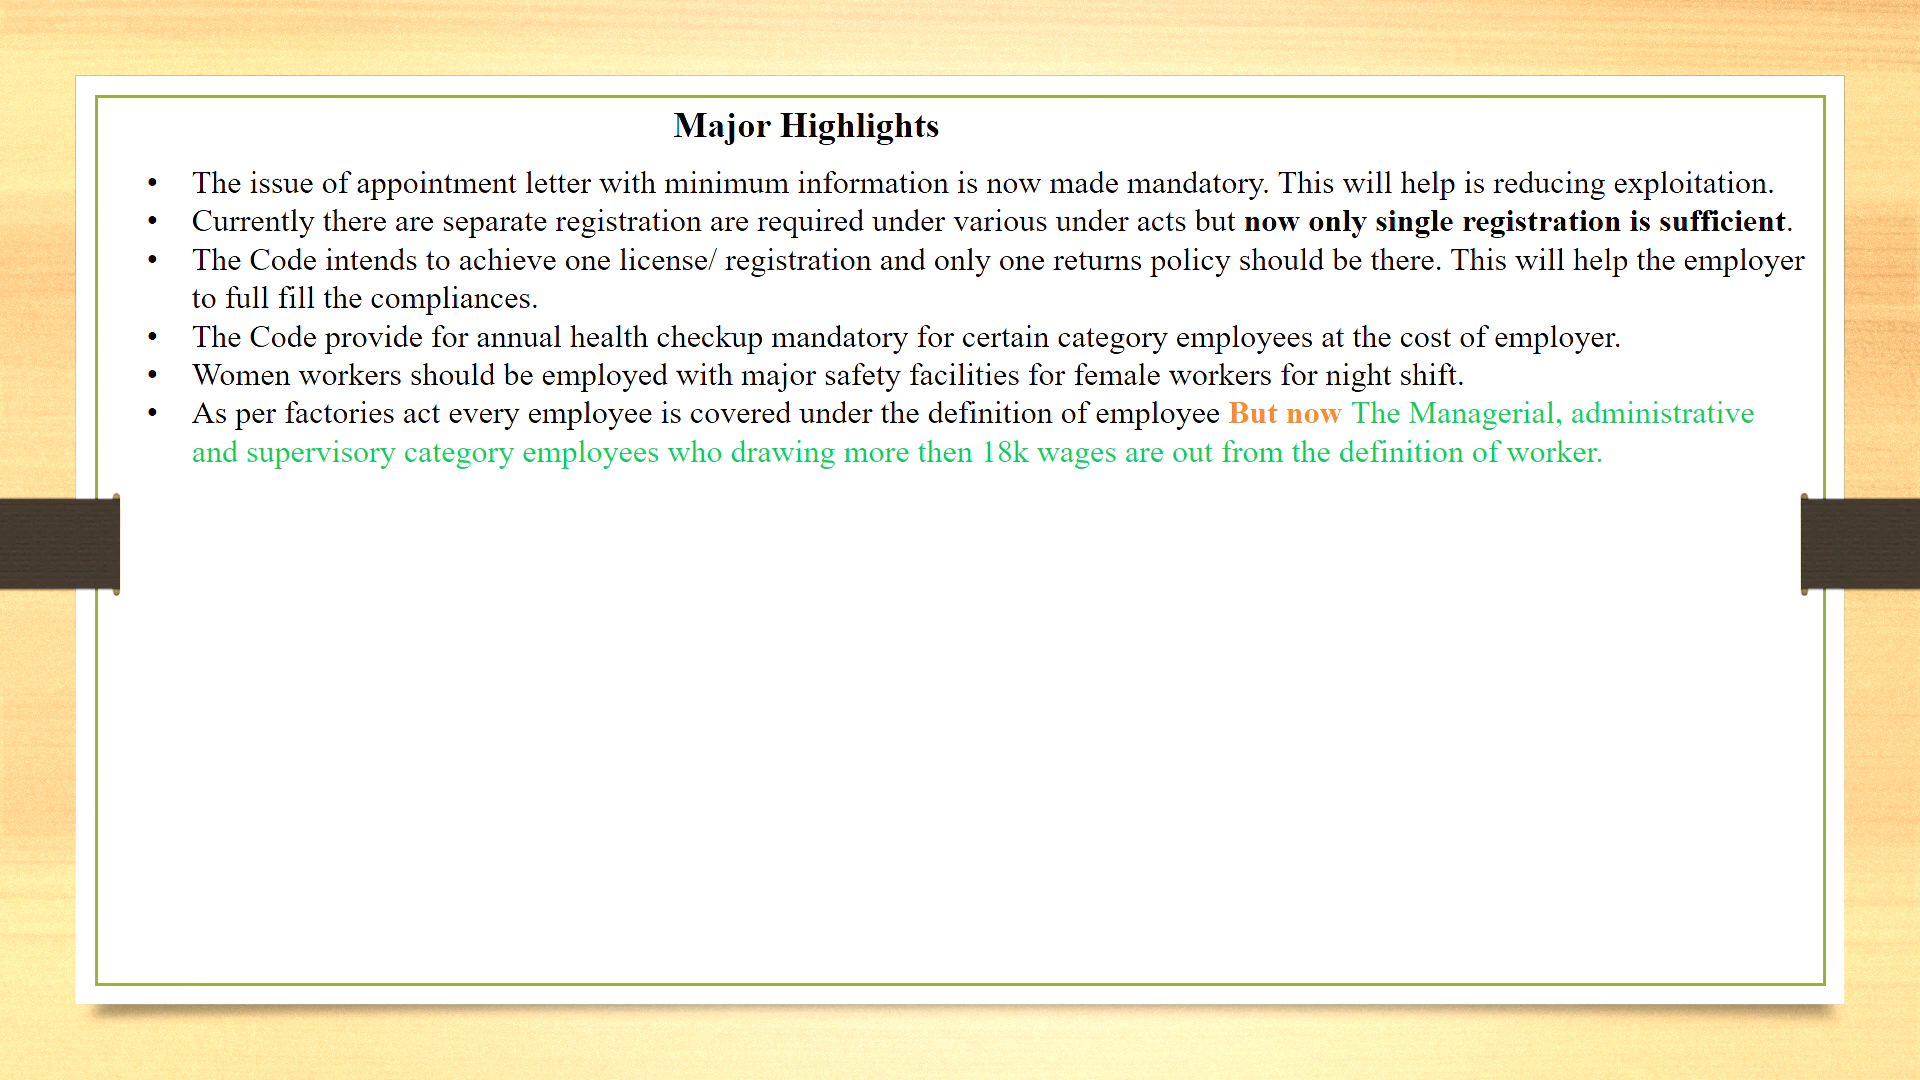 Major Highlights
• The issue of appointment letter with minimum information is now made mandatory. This will help is reducing exploitation.
• Currently there are separate registration are required under various under acts but now only single registration is sufficient.
• The Code intends to achieve one license/ registration and only one returns policy should be there. This will help the employer
to full fill the compliances.
• The Code provide for annual health checkup mandatory for certain category employees at the cost of employer.
• Women workers should be employed with major safety facilities for female workers for night shift.
• As per factories act every employee is covered under the definition of employee But now The Managerial, administrative
and supervisory category employees who drawing more then 18k wages are out from the definition of worker.